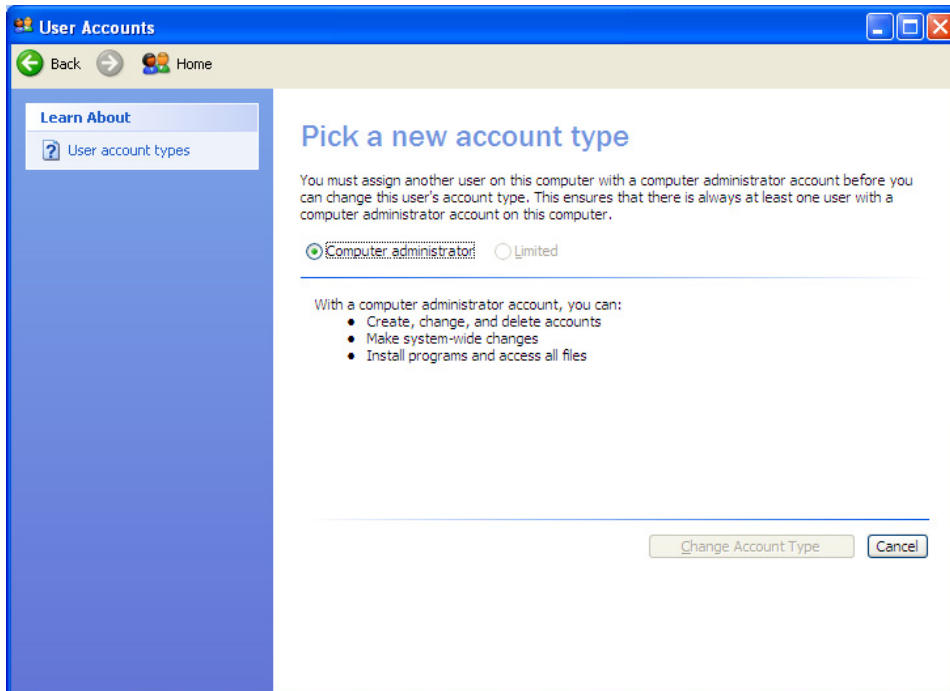 User Accounts
Back Home
Learn About
User account types
Pick a new account type
You must assign another user on this computer with a computer administrator account before you
can change this user's account type. This ensures that there is always at least one user with a
computer administrator account on this computer.
Computer administrator Limited
With a computer administrator account, you can:
• Create, change, and delete accounts
• Make system-wide changes
• Install programs and access all files
Change Account Type Cancel